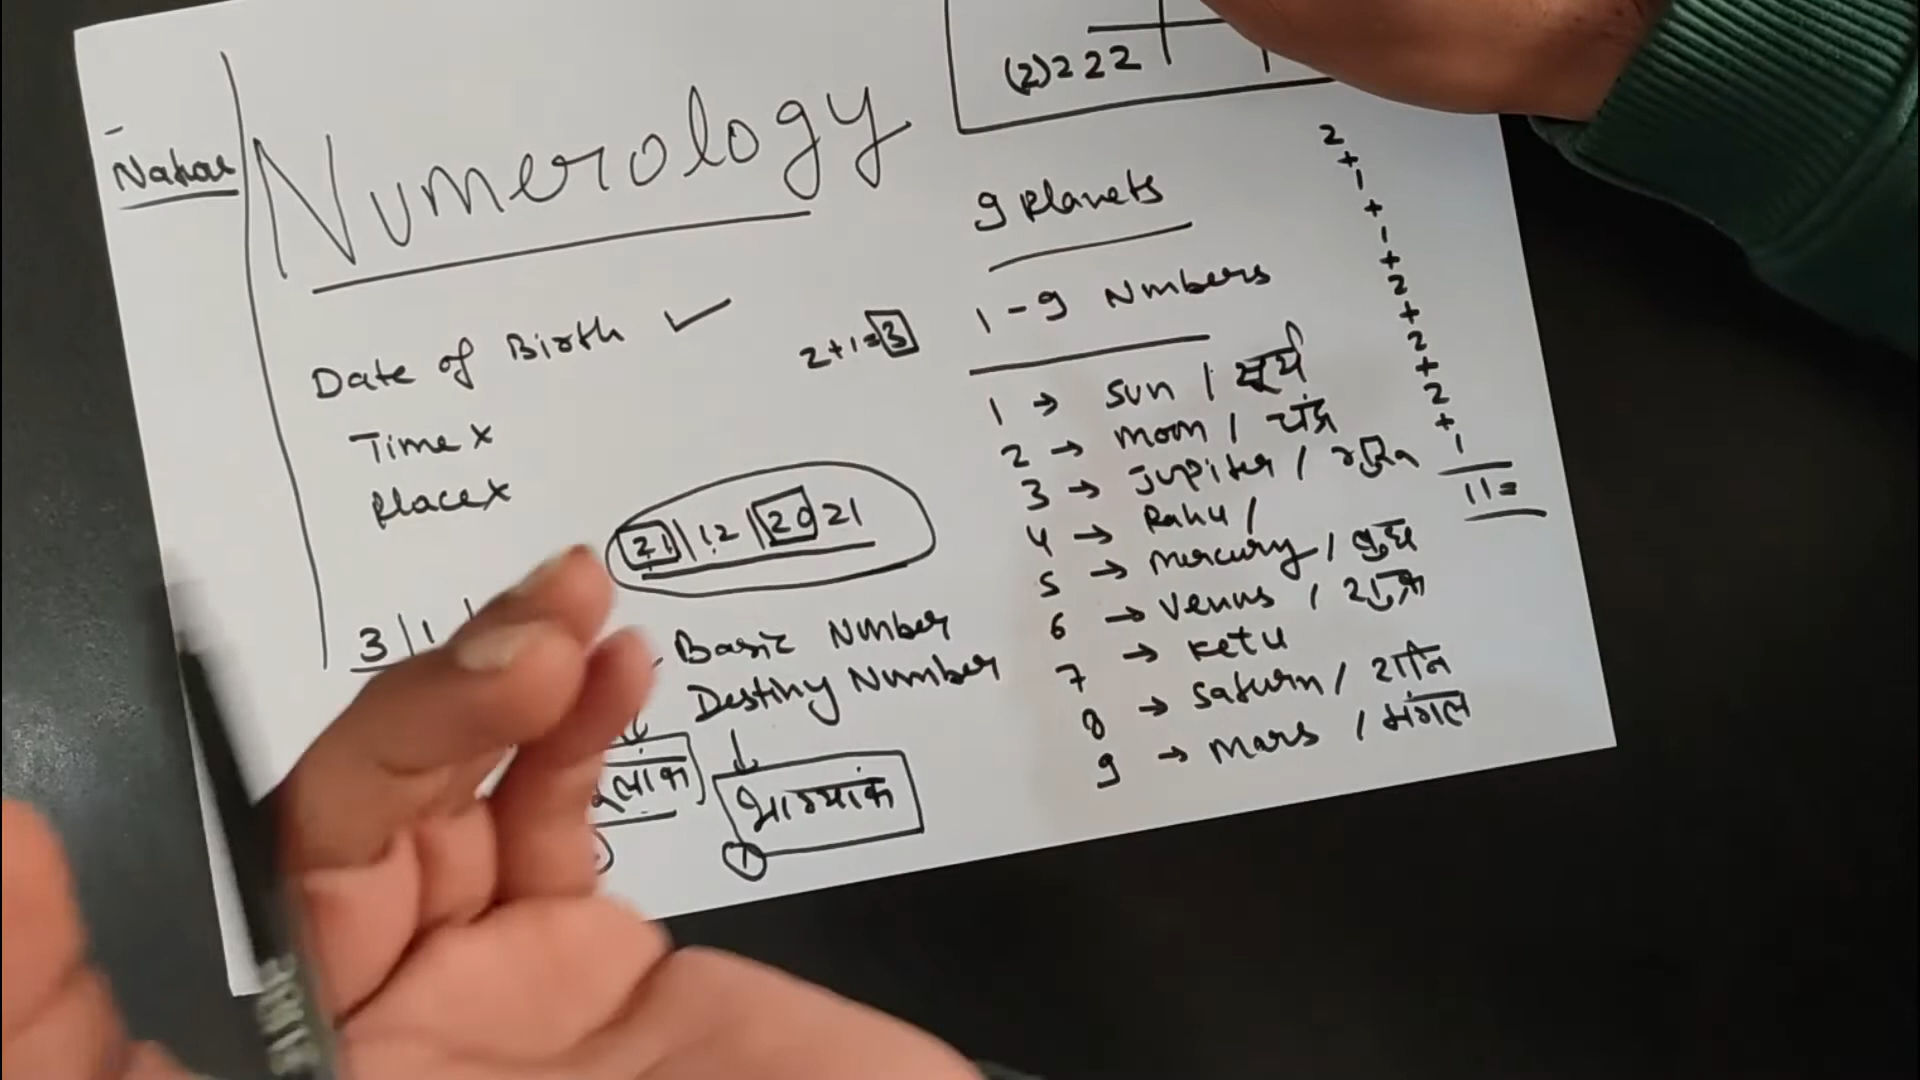 Numerology
Date of Birth ✓
Time x
Place x
2+1=3
21|12|2021
3|1|
Basic Number
Destiny Number
भाग्यांक
(2)222
9 Planets
1-9 Numbers
1 → Sun / सूर्य
2 → Moon / चांद्र
3 → Jupiter /
4 → Rahu /
5 → Mercury / बुध
6 → Venus / शुक्र
7 → Ketu
8 → Saturn / शनि
9 → Mars / मंगल
2
+
1
+
1
+
2
+
2
+
2
+
1
11=